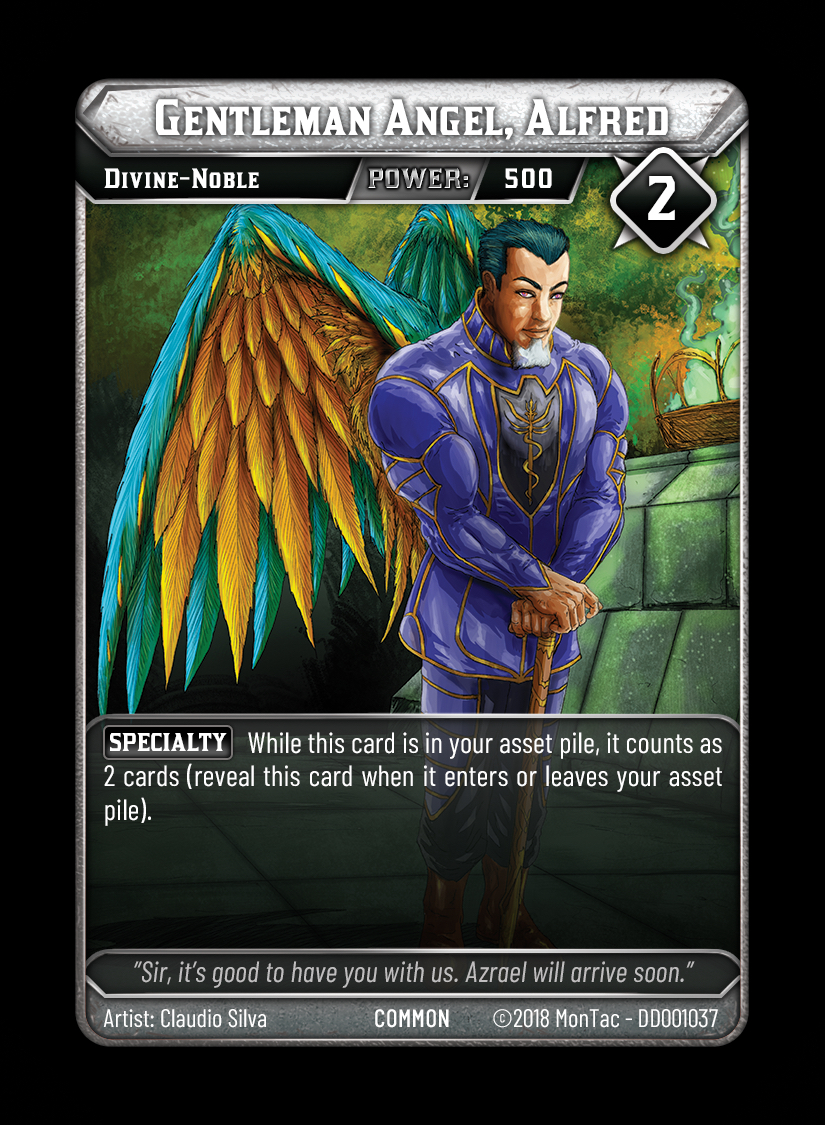 Gentleman Angel, Alfred
Divine-Noble POWER: 500
2
SPECIALTY While this card is in your asset pile, it counts as
2 cards (reveal this card when it enters or leaves your asset
pile).
"Sir, it's good to have you with us. Azrael will arrive soon."
Artist: Claudio Silva COMMON ©2018 MonTac - DD001037